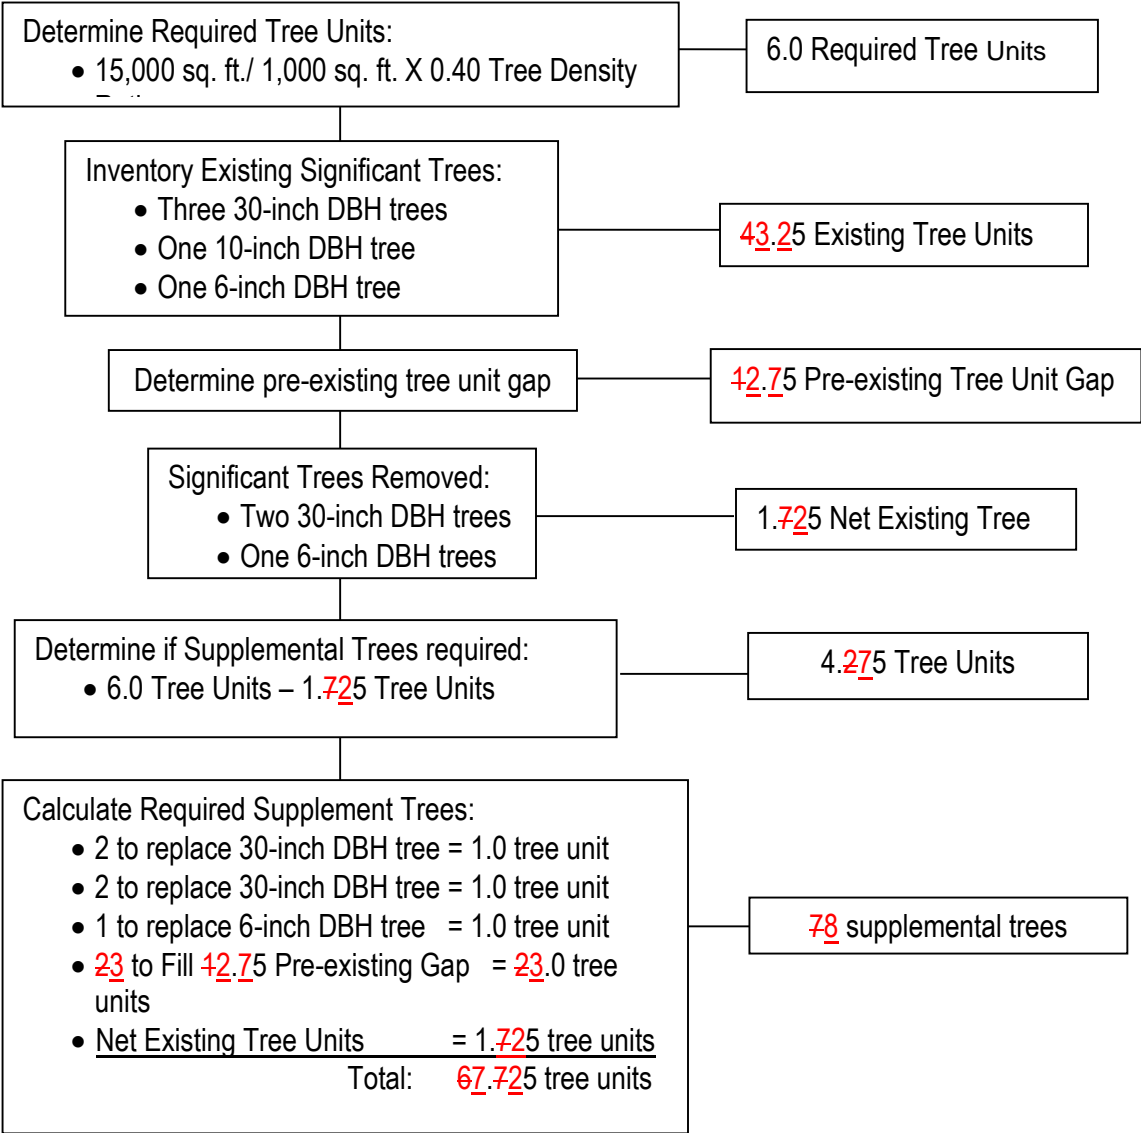 Determine Required Tree Units:
• 15,000 sq. ft./ 1,000 sq. ft. X 0.40 Tree Density
6.0 Required Tree Units
Inventory Existing Significant Trees:
• Three 30-inch DBH trees
• One 10-inch DBH tree
• One 6-inch DBH tree
43.25 Existing Tree Units
Determine pre-existing tree unit gap
12.75 Pre-existing Tree Unit Gap
Significant Trees Removed:
• Two 30-inch DBH trees
• One 6-inch DBH trees
1.725 Net Existing Tree
Determine if Supplemental Trees required:
• 6.0 Tree Units – 1.725 Tree Units
4.275 Tree Units
Calculate Required Supplement Trees:
• 2 to replace 30-inch DBH tree = 1.0 tree unit
• 2 to replace 30-inch DBH tree = 1.0 tree unit
• 1 to replace 6-inch DBH tree = 1.0 tree unit
• 23 to Fill 12.75 Pre-existing Gap = 23.0 tree
units
• Net Existing Tree Units = 1.725 tree units
Total: 67.725 tree units
78 supplemental trees